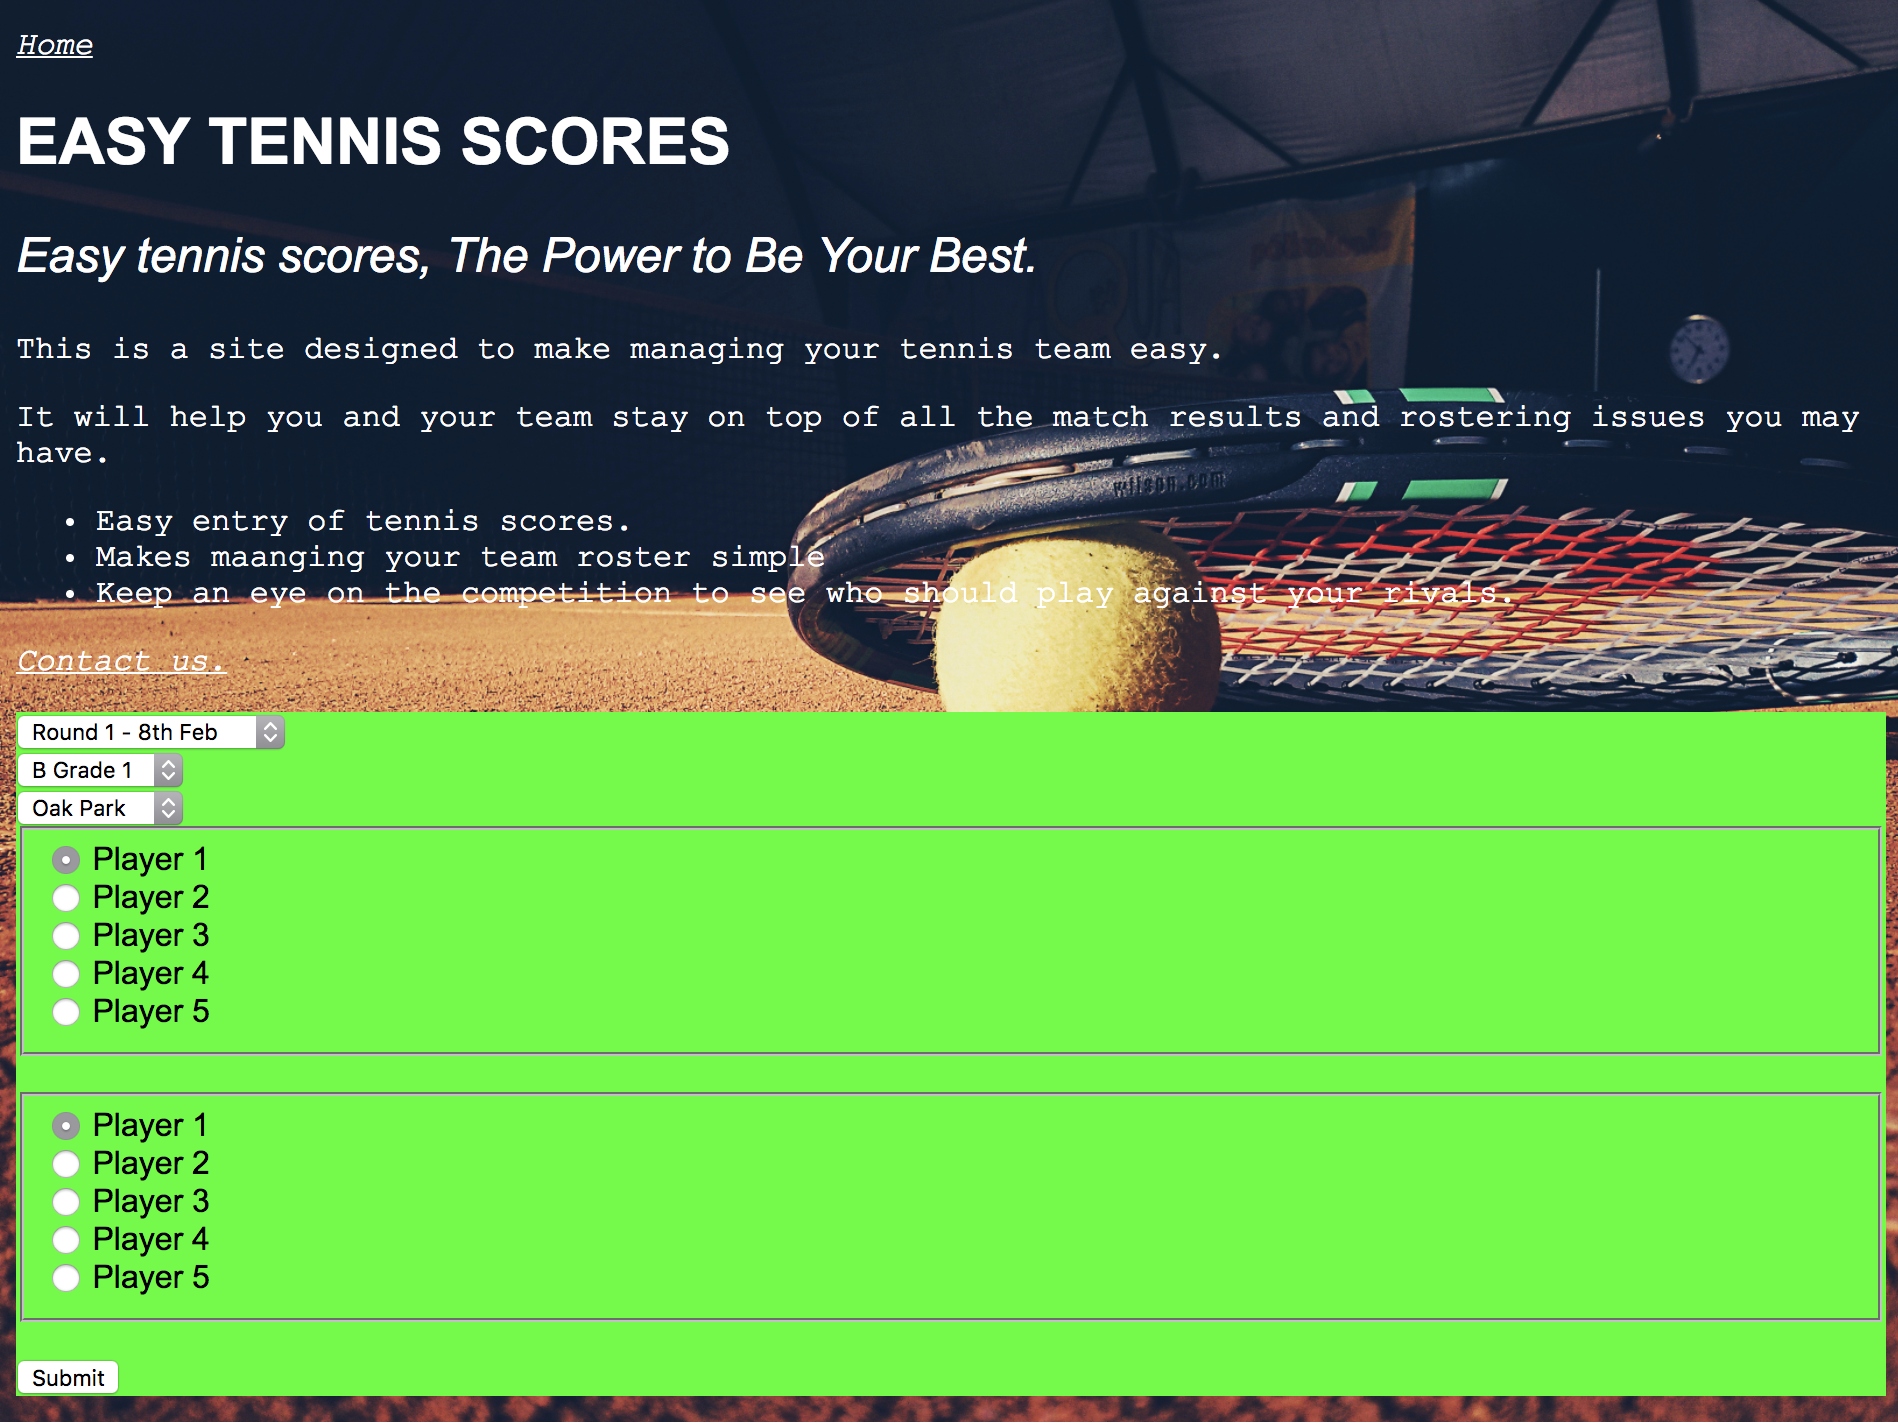 Home
EASY TENNIS SCORES
Easy tennis scores, The Power to Be Your Best.
This is a site designed to make managing your tennis team easy.
It will help you and your team stay on top of all the match results and rostering issues you may
have.
• Easy entry of tennis scores.
• Makes maanging your team roster simple
• Keep an eye on the competition to see who should play against your rivals.
wilson.com
Contact us.
Round 1 - 8th Feb
B Grade 1
Oak Park
Player 1
Player 2
Player 3
Player 4
Player 5
Player 1
Player 2
Player 3
Player 4
Player 5
Submit